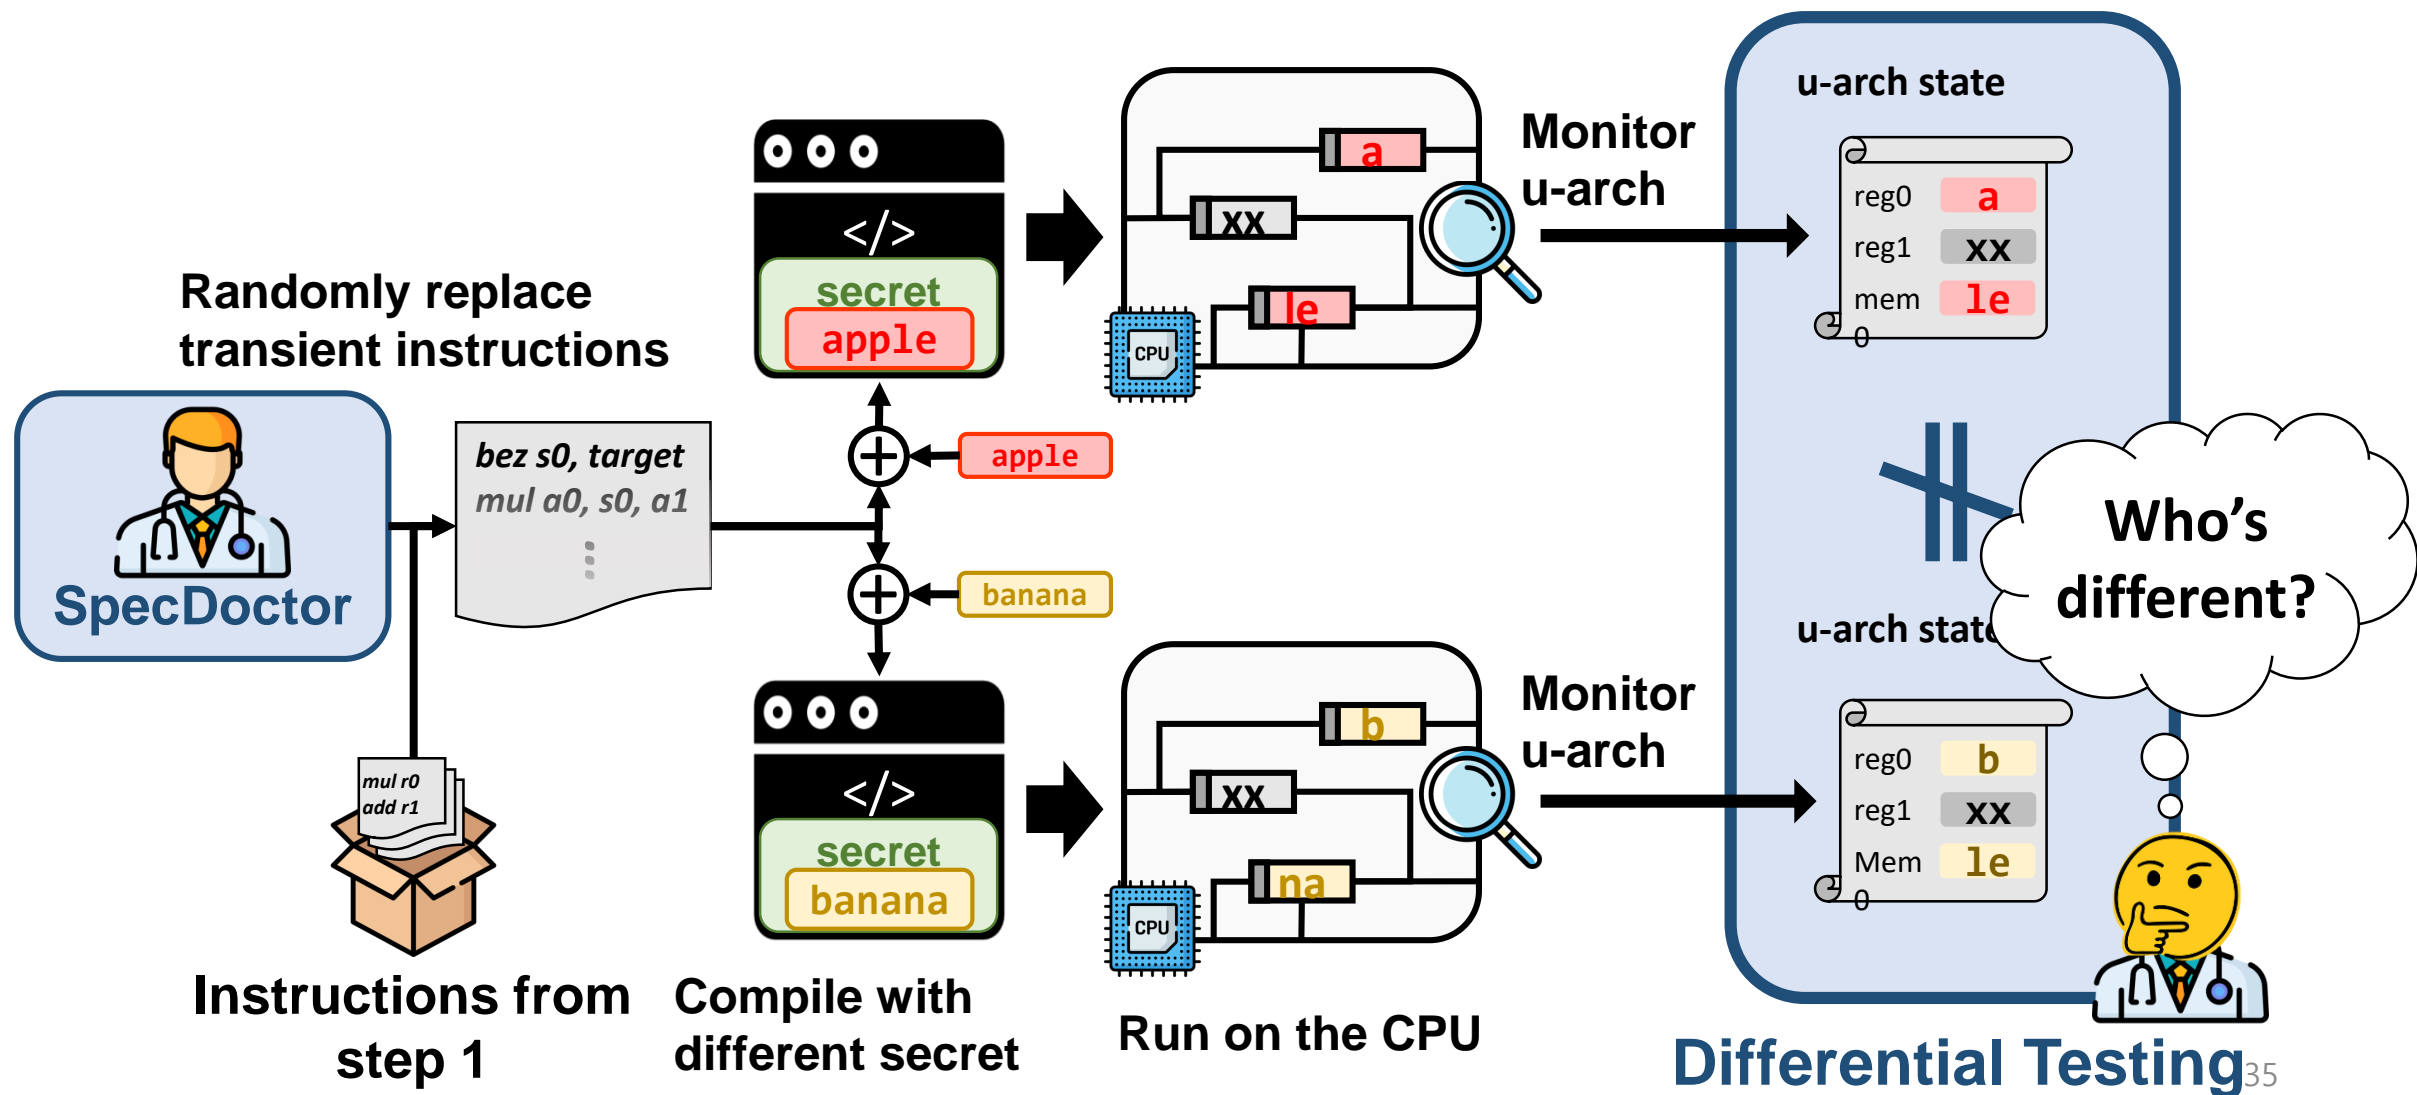 Randomly replace
transient instructions
SpecDoctor
bez s0, target
mul a0, s0, a1
mul r0
add r1
Instructions from
step 1
</>
secret
apple
apple
banana
</>
secret
banana
Compile with
different secret
a
xx
le
CPU
b
xx
na
CPU
Run on the CPU
Monitor
u-arch
Monitor
u-arch
u-arch state
reg0 a
reg1 xx
mem le
0
Who's
different?
u-arch state
reg0 b
reg1 xx
Mem le
0
Differential Testing
35